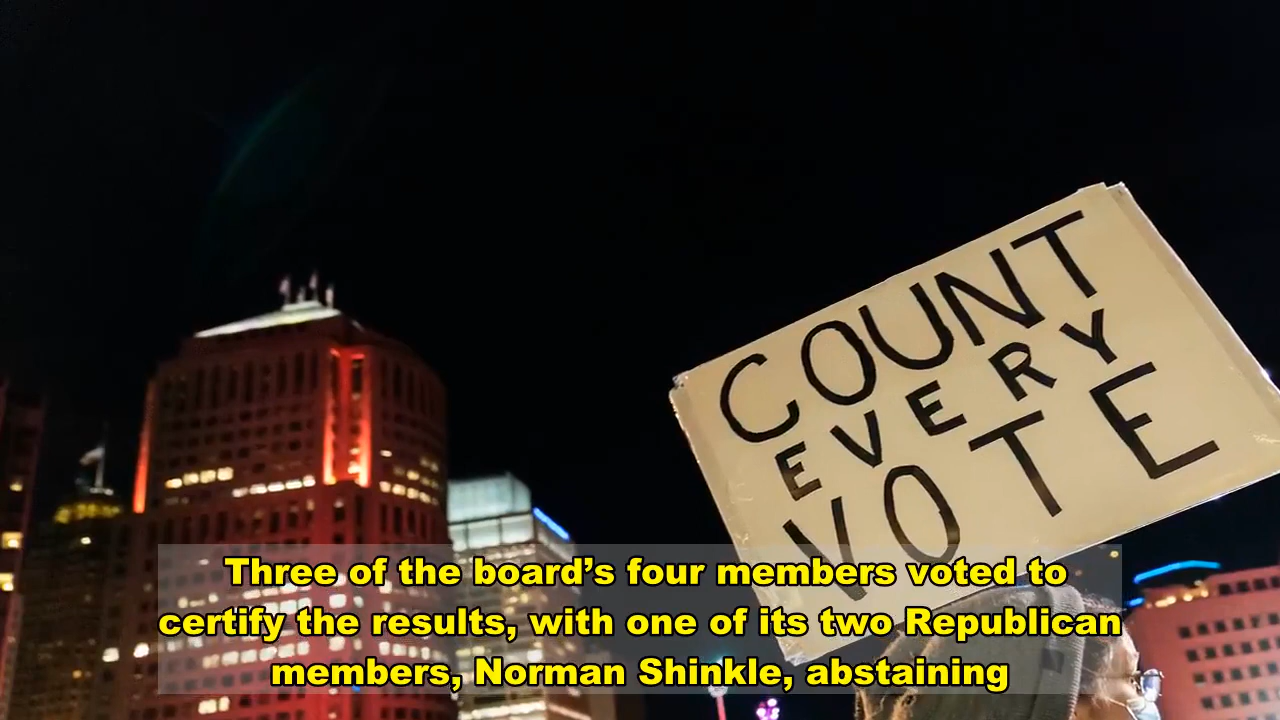 COUNT
EVERY
VOTE
Three of the board’s four members voted to
certify the results, with one of its two Republican
members, Norman Shinkle, abstaining